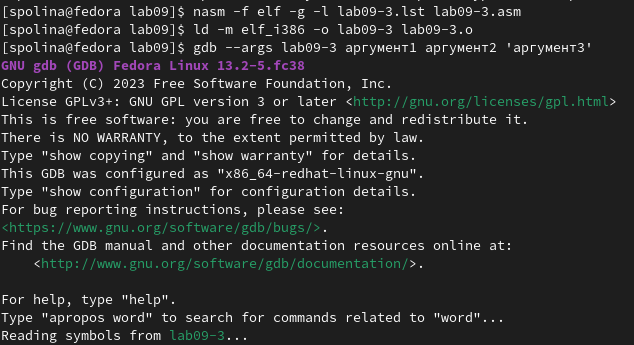 [spolina@fedora lab09]$ nasm -f elf -g -l lab09-3.lst lab09-3.asm
[spolina@fedora lab09]$ ld -m elf_i386 -o lab09-3 lab09-3.o
[spolina@fedora lab09]$ gdb --args lab09-3 аргумент1 аргумент2 'аргумент3'
GNU gdb (GDB) Fedora Linux 13.2-5.fc38
Copyright (C) 2023 Free Software Foundation, Inc.
License GPLv3+: GNU GPL version 3 or later <http://gnu.org/licenses/gpl.html>
This is free software: you are free to change and redistribute it.
There is NO WARRANTY, to the extent permitted by law.
Type "show copying" and "show warranty" for details.
This GDB was configured as "x86_64-redhat-linux-gnu".
Type "show configuration" for configuration details.
For bug reporting instructions, please see:
<https://www.gnu.org/software/gdb/bugs/>.
Find the GDB manual and other documentation resources online at:
    <http://www.gnu.org/software/gdb/documentation/>.

For help, type "help".
Type "apropos word" to search for commands related to "word"...
Reading symbols from lab09-3...